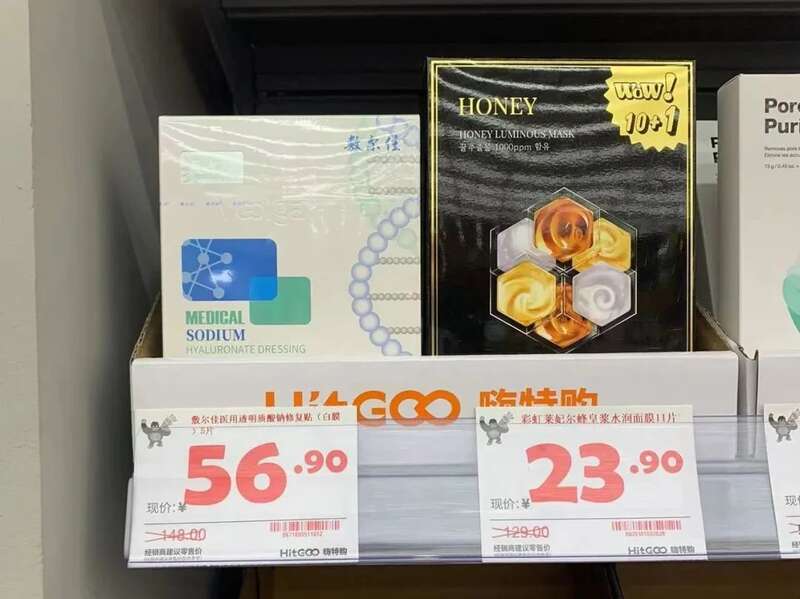 敷尔佳
MEDICAL
SODIUM
HYALURONATE DRESSING
HONEY
HONEY LUMINOUS MASK
꿀추출물 1000ppm 함유
WOW!
10+1
Pore
Puri
HitGOO 嗨特购
敷尔佳医用透明质酸钠修复贴（白膜
）5片
56.90
现价:¥
148.00
经销商建议零售价
HitGOO 嗨特购
彩虹莱妃尔蜂皇浆水润面膜11片
23.90
现价:¥
129.00
经销商建议零售价
HitGOO 嗨特购